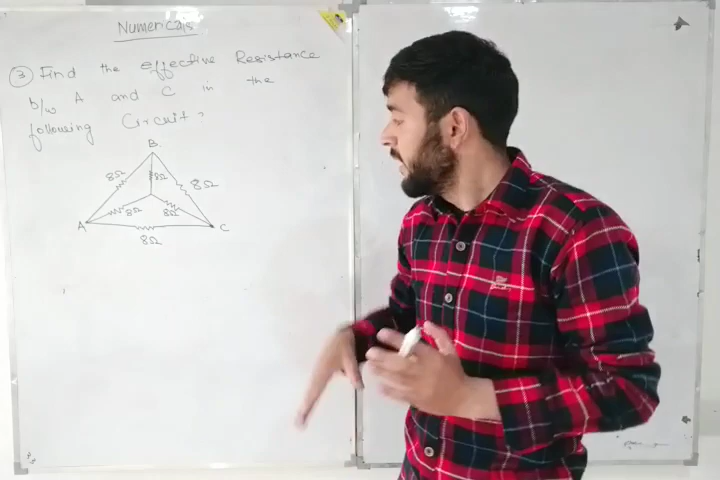 Numericals
③ Find the effective Resistance
b/w A and C in the
following Circuit?
B
8Ω 8Ω 8Ω
8Ω 8Ω
A C
8Ω